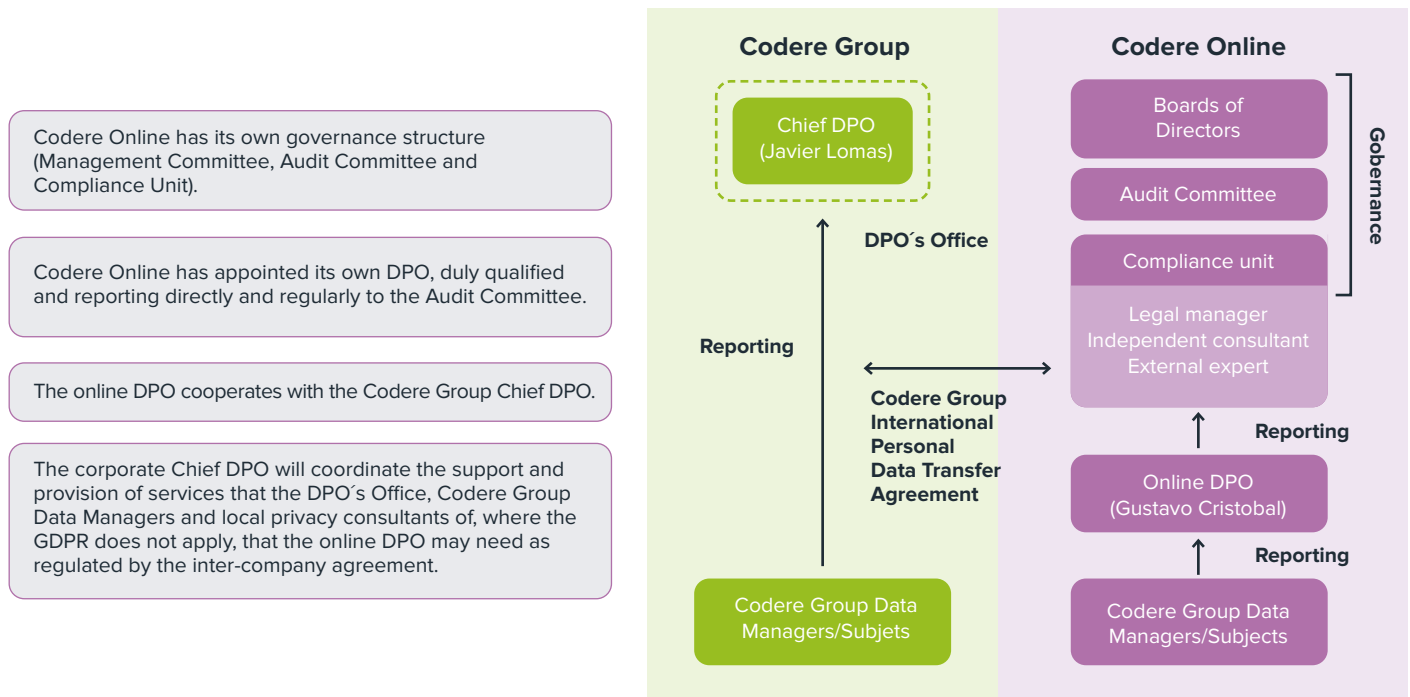 Codere Online has its own governance structure
(Management Committee, Audit Committee and
Compliance Unit).
Codere Online has appointed its own DPO, duly qualified
and reporting directly and regularly to the Audit Committee.
The online DPO cooperates with the Codere Group Chief DPO.
The corporate Chief DPO will coordinate the support and
provision of services that the DPO´s Office, Codere Group
Data Managers and local privacy consultants of, where the
GDPR does not apply, that the online DPO may need as
regulated by the inter-company agreement.
Codere Group
Chief DPO
(Javier Lomas)
DPO´s Office
Reporting
Codere Group
International
Personal
Data Transfer
Agreement
Codere Group Data
Managers/Subjets
Codere Online
Boards of
Directors
Audit Committee
Compliance unit
Legal manager
Independent consultant
External expert
Gobernance
Reporting
Online DPO
(Gustavo Cristobal)
Reporting
Codere Group Data
Managers/Subjects